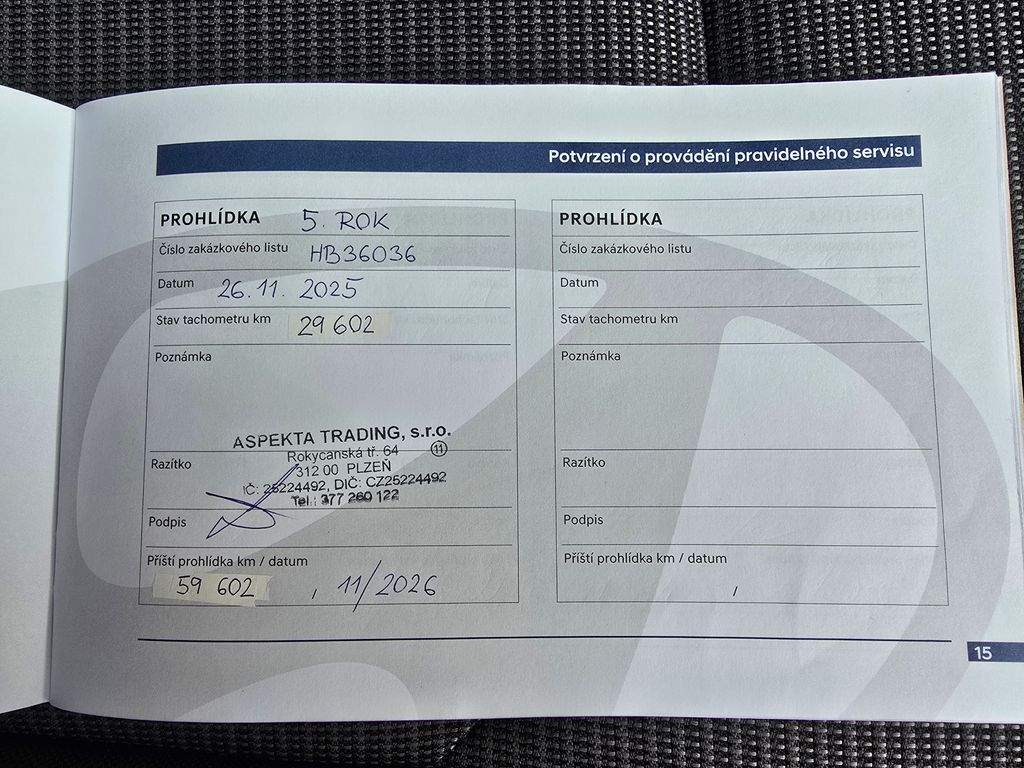 Potvrzení o provádění pravidelného servisu
PROHLÍDKA 5. ROK
Číslo zakázkového listu HB36036
Datum 26.11. 2025
Stav tachometru km 29 602
Poznámka
ASPEKTA TRADING, s.r.o.
Rokycanská tř. 64 11
Razítko 312 00 PLZEŇ
IČ: 25224492, DIČ: CZ25224492
Tel.: 377 260 122
Podpis
Příští prohlídka km / datum
59 602 , 11/2026
PROHLÍDKA
Číslo zakázkového listu
Datum
Stav tachometru km
Poznámka
Razítko
Podpis
Příští prohlídka km / datum
/
15